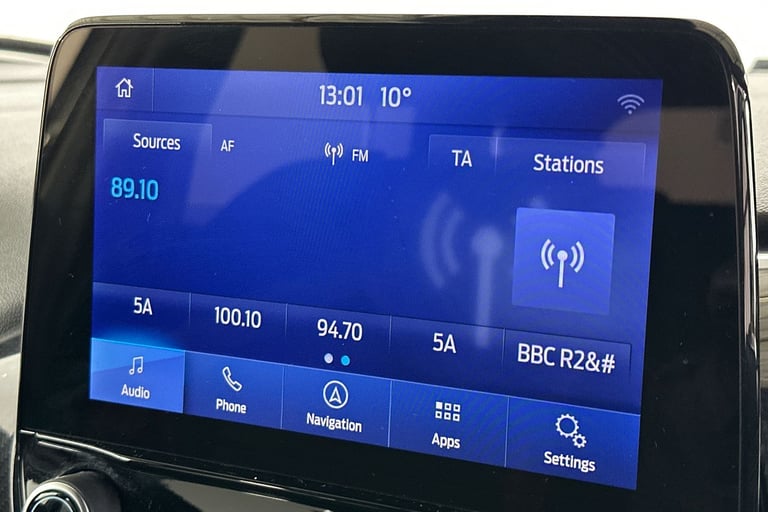 13:01 10°
Sources AF FM TA Stations
89.10
5A 100.10 94.70 5A BBC R2&#
Audio Phone Navigation Apps Settings